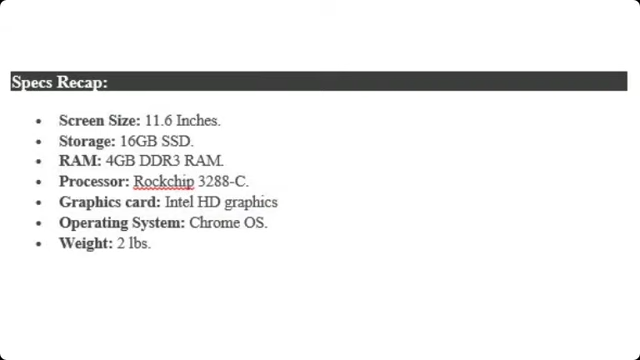 Specs Recap:
• Screen Size: 11.6 Inches.
• Storage: 16GB SSD.
• RAM: 4GB DDR3 RAM.
• Processor: Rockchip 3288-C.
• Graphics card: Intel HD graphics
• Operating System: Chrome OS.
• Weight: 2 lbs.